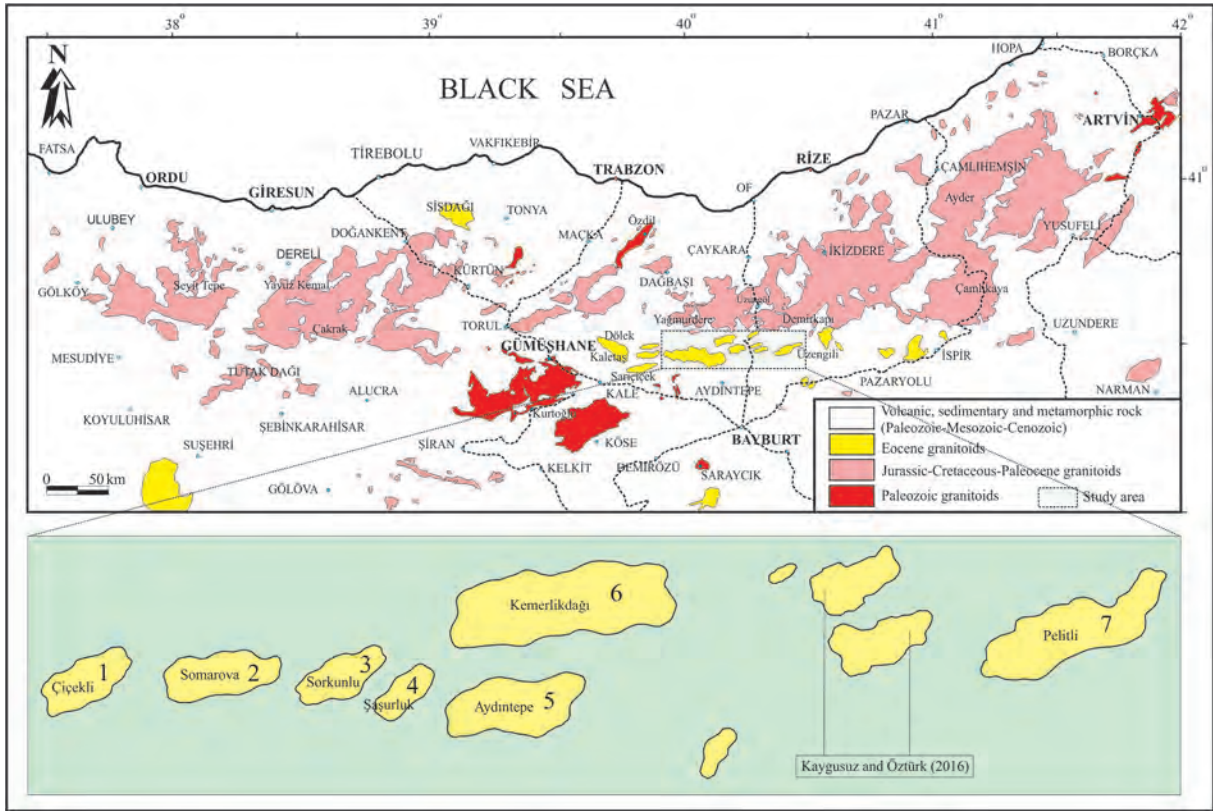 38°
39°
40°
41°
42°
N
BLACK SEA
HOPA
BORÇKA
PAZAR
ARTVİN
FATSA
ORDU
GİRESUN
TİREBOLU
VAKFIKEBİR
TRABZON
OF
RİZE
ÇAMLIHEMŞİN
41°
Ayder
ULUBEY
SİSDAĞI
TONYA
Özdil
MAÇKA
ÇAYKARA
YUSUFELİ
DOĞANKENT
DERELİ
KÜRTÜN
İKİZDERE
GÖLKÖY
Seyit Tepe
Yavuz Kemal
DAĞBAŞI
Uzungöl
Çamlıkaya
Çakrak
TORUL
Yağmurdere
Demirkapı
UZUNDERE
Dölek
GÜMÜŞHANE
Kaletaş
Uzengili
İSPİR
MESUDİYE
TUTAK DAĞI
Sarıçiçek
ALUCRA
KALE
AYDINTEPE
PAZARYOLU
NARMAN
KOYULUHİSAR
ŞEBİNKARAHİSAR
Kurtoğlu
SUŞEHRİ
ŞİRAN
KÖSE
BAYBURT
KELKİT
DEMİRÖZÜ
SARAYCIK
GÖLÖVA
0 50 km
Volcanic, sedimentary and metamorphic rock
(Paleozoic-Mesozoic-Cenozoic)
Eocene granitoids
Jurassic-Cretaceous-Paleocene granitoids
Paleozoic granitoids
Study area
Kemerlikdağı 6
Pelitli 7
Çiçekli 1
Somarova 2
Sorkunlu 3
Şaşurluk 4
Aydıntepe 5
Kaygusuz and Öztürk (2016)